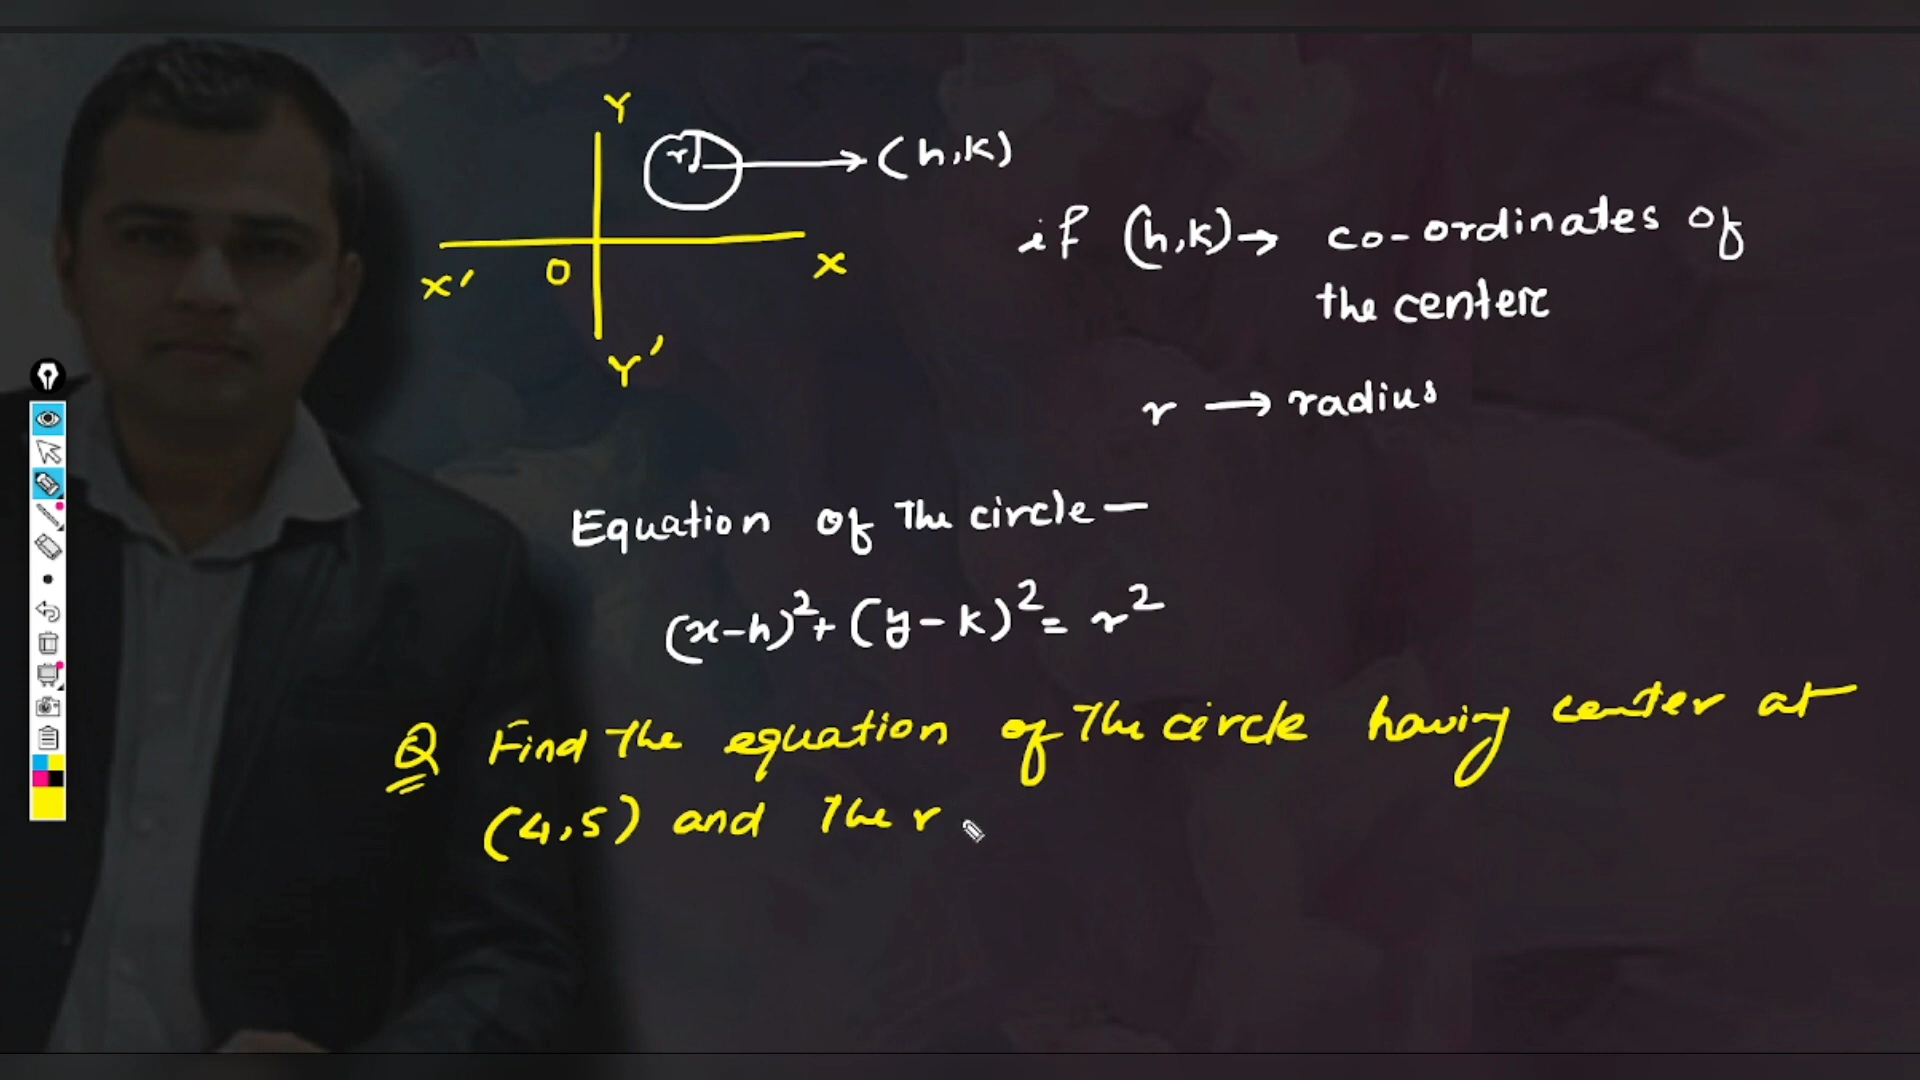 Y
r
(h,k)
X' O X
Y'
if (h,k)→ co-ordinates of
the center
r → radius
Equation of the circle—
(x-h)²+(y-k)²= r²
Q Find the equation of the circle having center at
(4,5) and the r